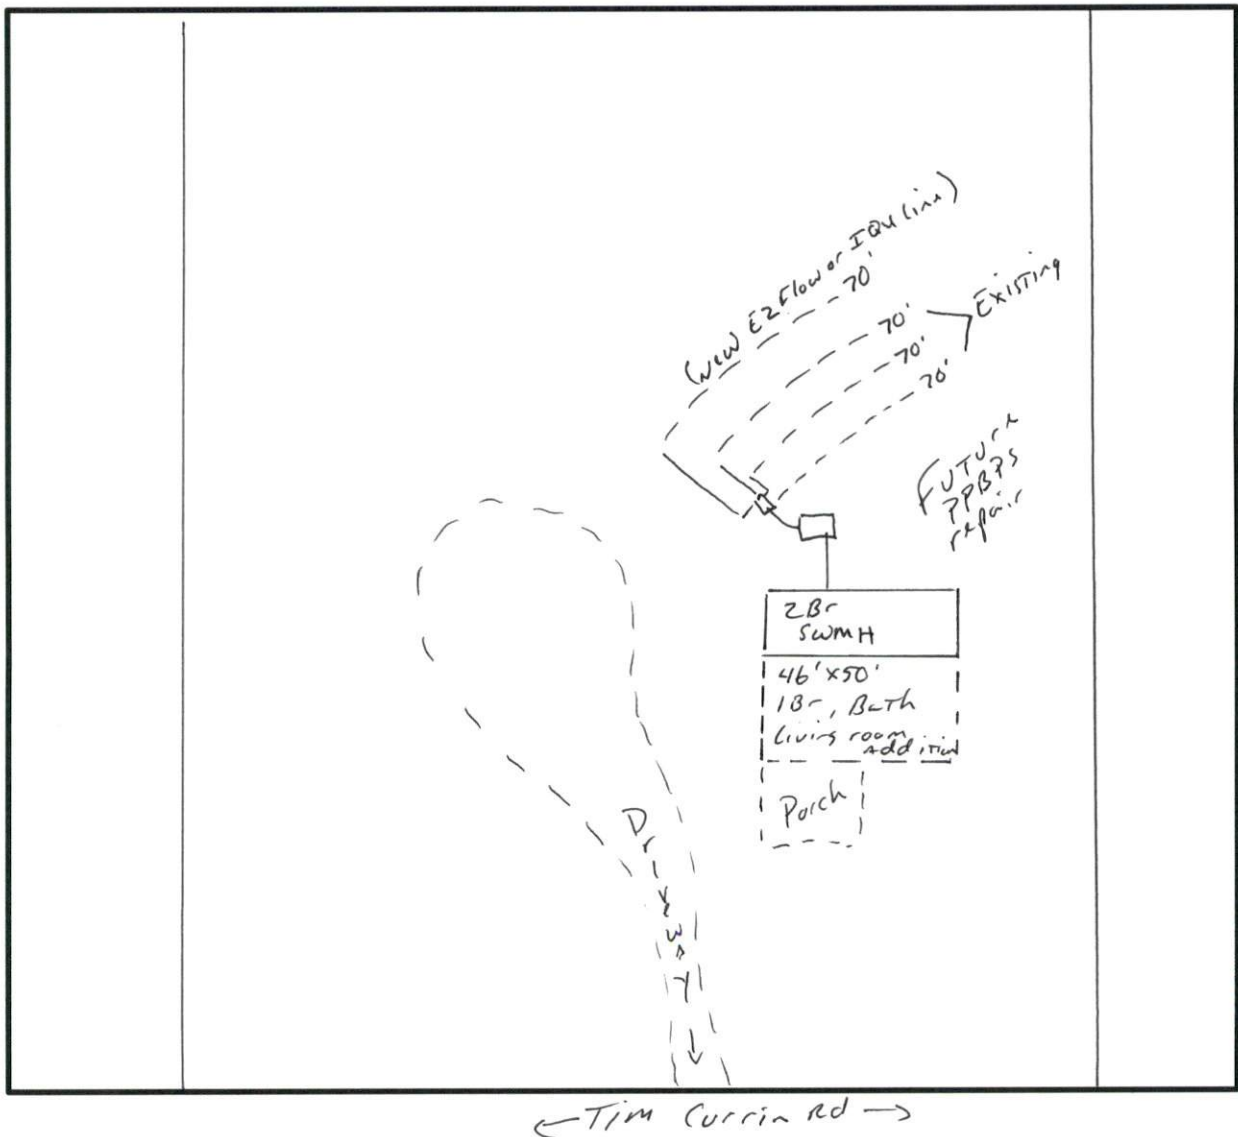 (New EZ Flow or IQ4 line)
70'
70'
70'
70'
Existing
Future
PPBPS
repair
2Br
SWMH
46'x50'
1Br, Bath
Living room
Addition
Porch
Driveway
Tim Currin Rd